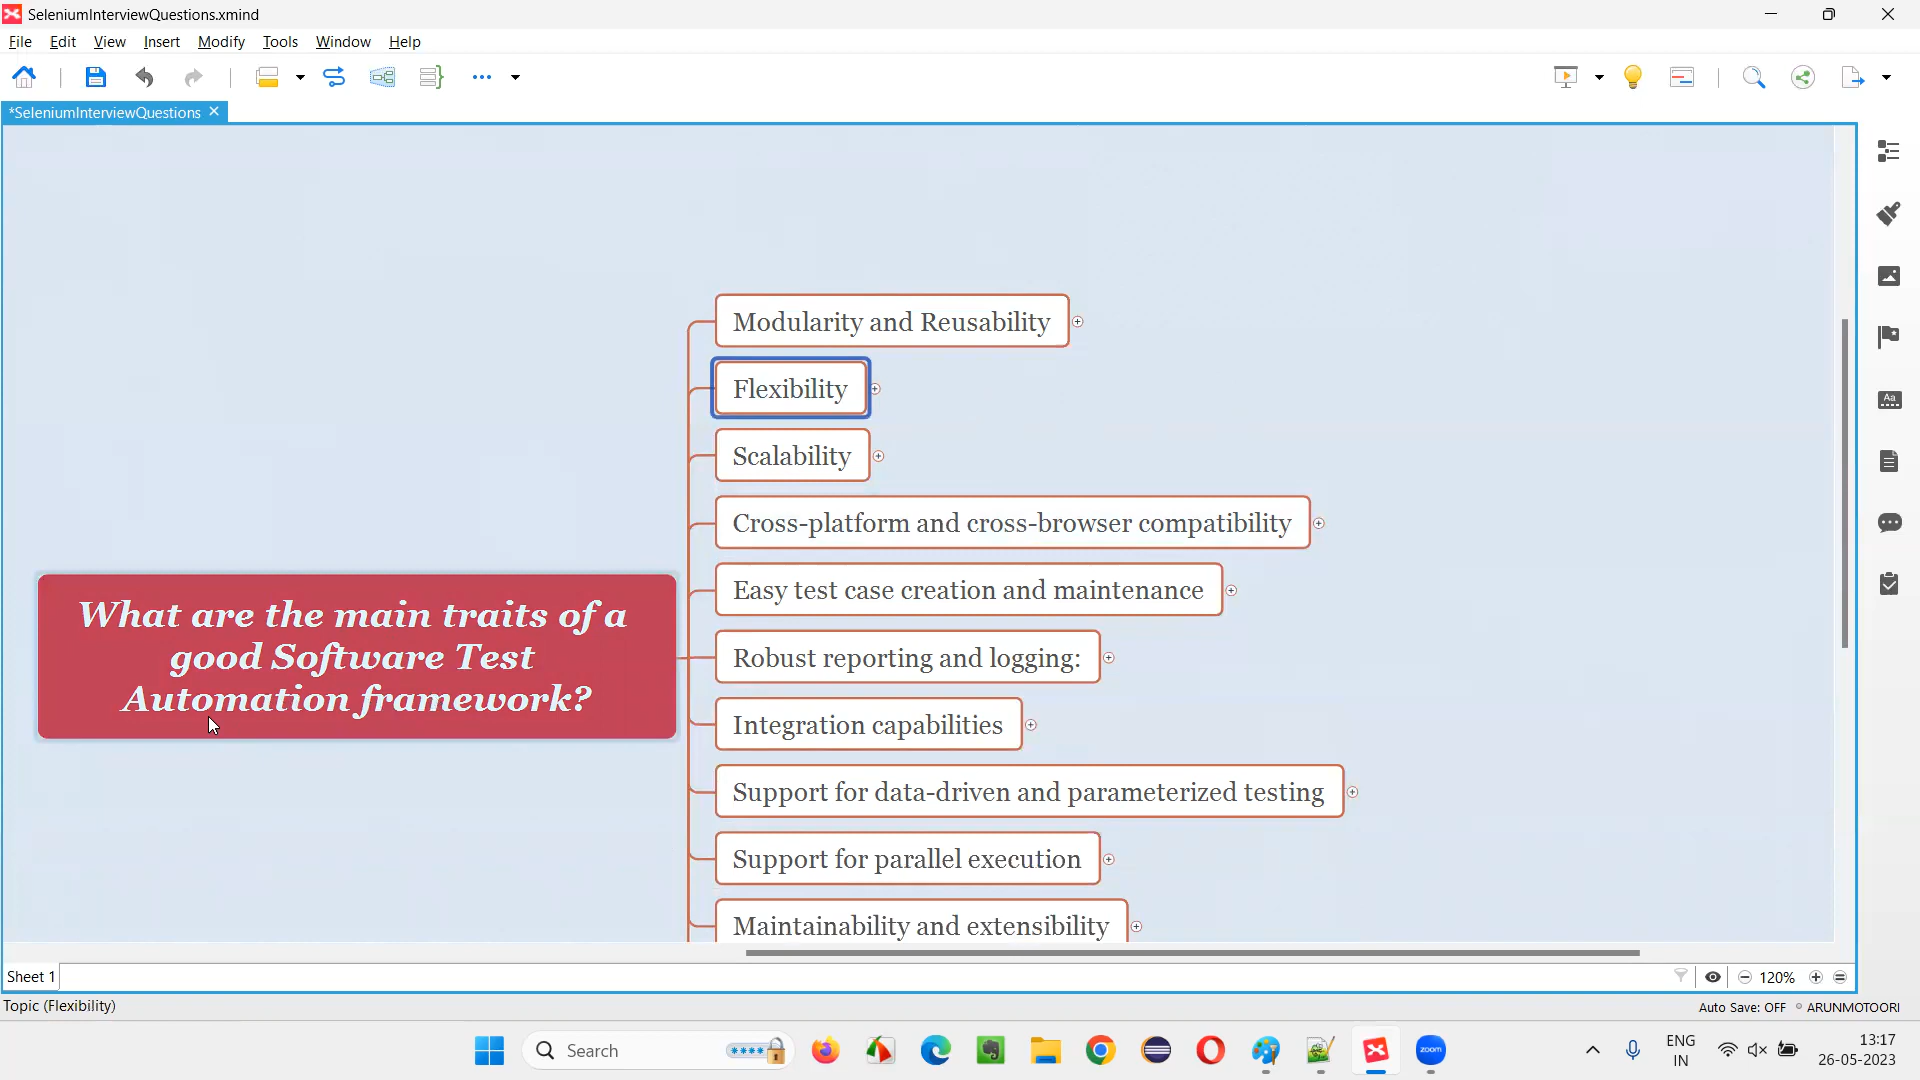 SeleniumInterviewQuestions.xmind
File Edit View Insert Modify Tools Window Help
*SeleniumInterviewQuestions
Modularity and Reusability
Flexibility
Scalability
Cross-platform and cross-browser compatibility
Easy test case creation and maintenance
What are the main traits of a
good Software Test
Automation framework?
Robust reporting and logging:
Integration capabilities
Support for data-driven and parameterized testing
Support for parallel execution
Maintainability and extensibility
Aa
Sheet 1
120%
Topic (Flexibility)
Auto Save: OFF
ARUNMOTOORI
Search
zoom
ENG
IN
13:17
26-05-2023